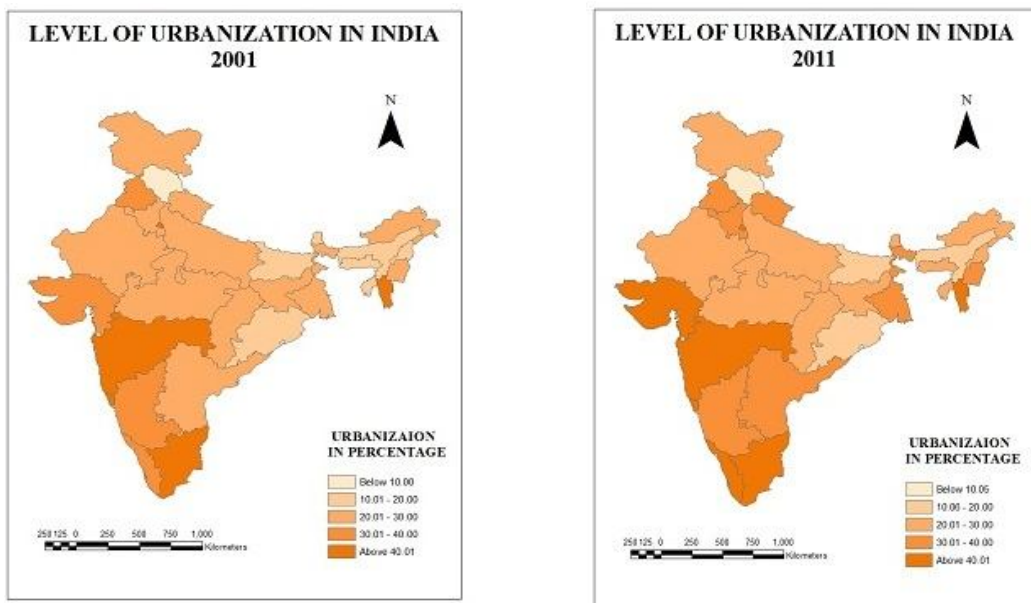 LEVEL OF URBANIZATION IN INDIA
2001
N
URBANIZAION
IN PERCENTAGE
Below 10.00
10.01 - 20.00
20.01 - 30.00
30.01 - 40.00
Above 40.01
250 125 0 250 500 750 1,000
Kilometers
LEVEL OF URBANIZATION IN INDIA
2011
N
URBANIZAION
IN PERCENTAGE
Below 10.05
10.06 - 20.00
20.01 - 30.00
30.01 - 40.00
Above 40.01
250 125 0 250 500 750 1,000
Kilometers